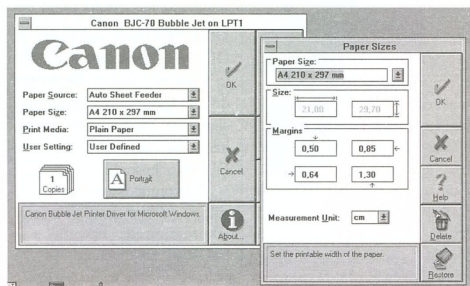 Canon BJC-70 Bubble Jet on LPT1
Canon
Paper Source: Auto Sheet Feeder
Paper Size: A4 210 x 297 mm
Print Media: Plain Paper
User Setting: User Defined
1
Copies
A Portrait
Canon Bubble Jet Printer Driver for Microsoft Windows.
OK
Cancel
About...
Paper Sizes
Paper Size:
A4 210 x 297 mm
Size:
21,00 29,70
Margins
0,50 0,85
0,64 1,30
Measurement Unit: cm
Set the printable width of the paper.
OK
Cancel
Help
Delete
Restore